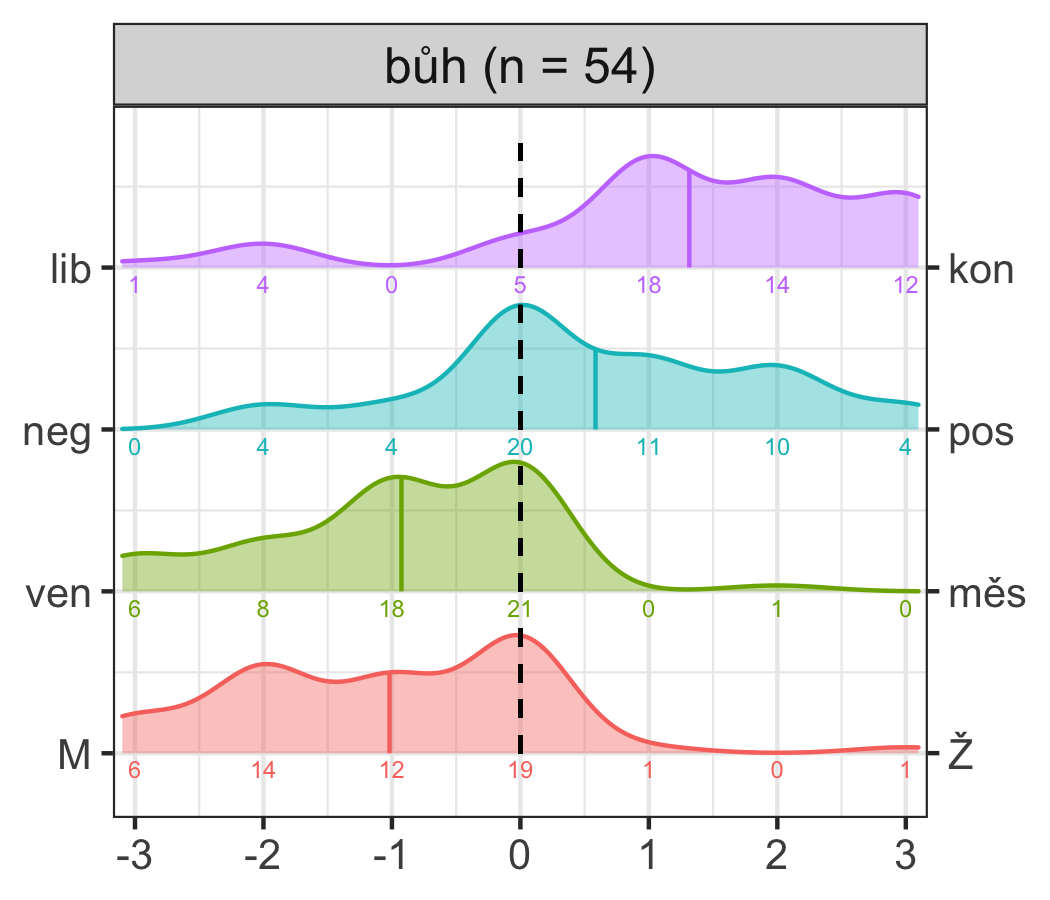 bůh (n = 54)
lib kon
1 4 0 5 18 14 12
neg pos
0 4 4 20 11 10 4
ven měs
6 8 18 21 0 1 0
M Ž
6 14 12 19 1 0 1
-3 -2 -1 0 1 2 3